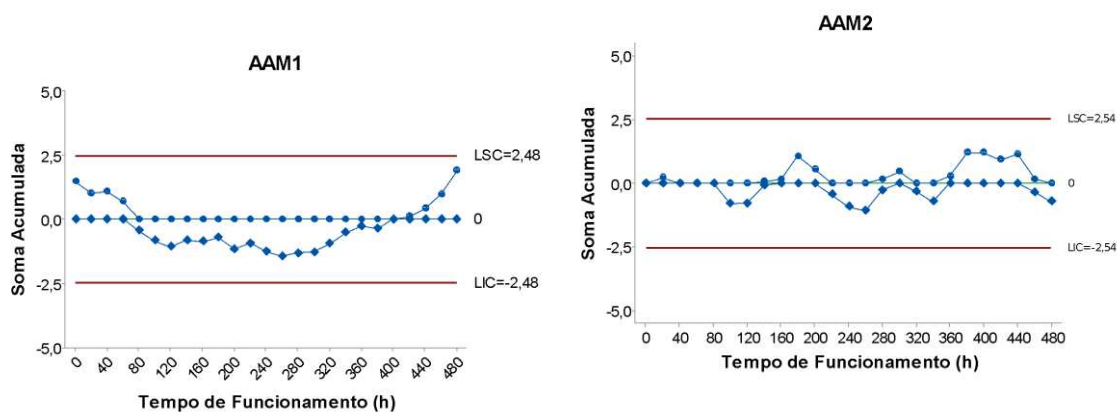 AAM1
5,0
2,5
0,0
-2,5
-5,0
Soma Acumulada
LSC=2,48
0
LIC=-2,48
0 40 80 120 160 200 240 280 320 360 400 440 480
Tempo de Funcionamento (h)
AAM2
5,0
2,5
0,0
-2,5
-5,0
Soma Acumulada
LSC=2,54
0
LIC=-2,54
0 40 80 120 160 200 240 280 320 360 400 440 480
Tempo de Funcionamento (h)